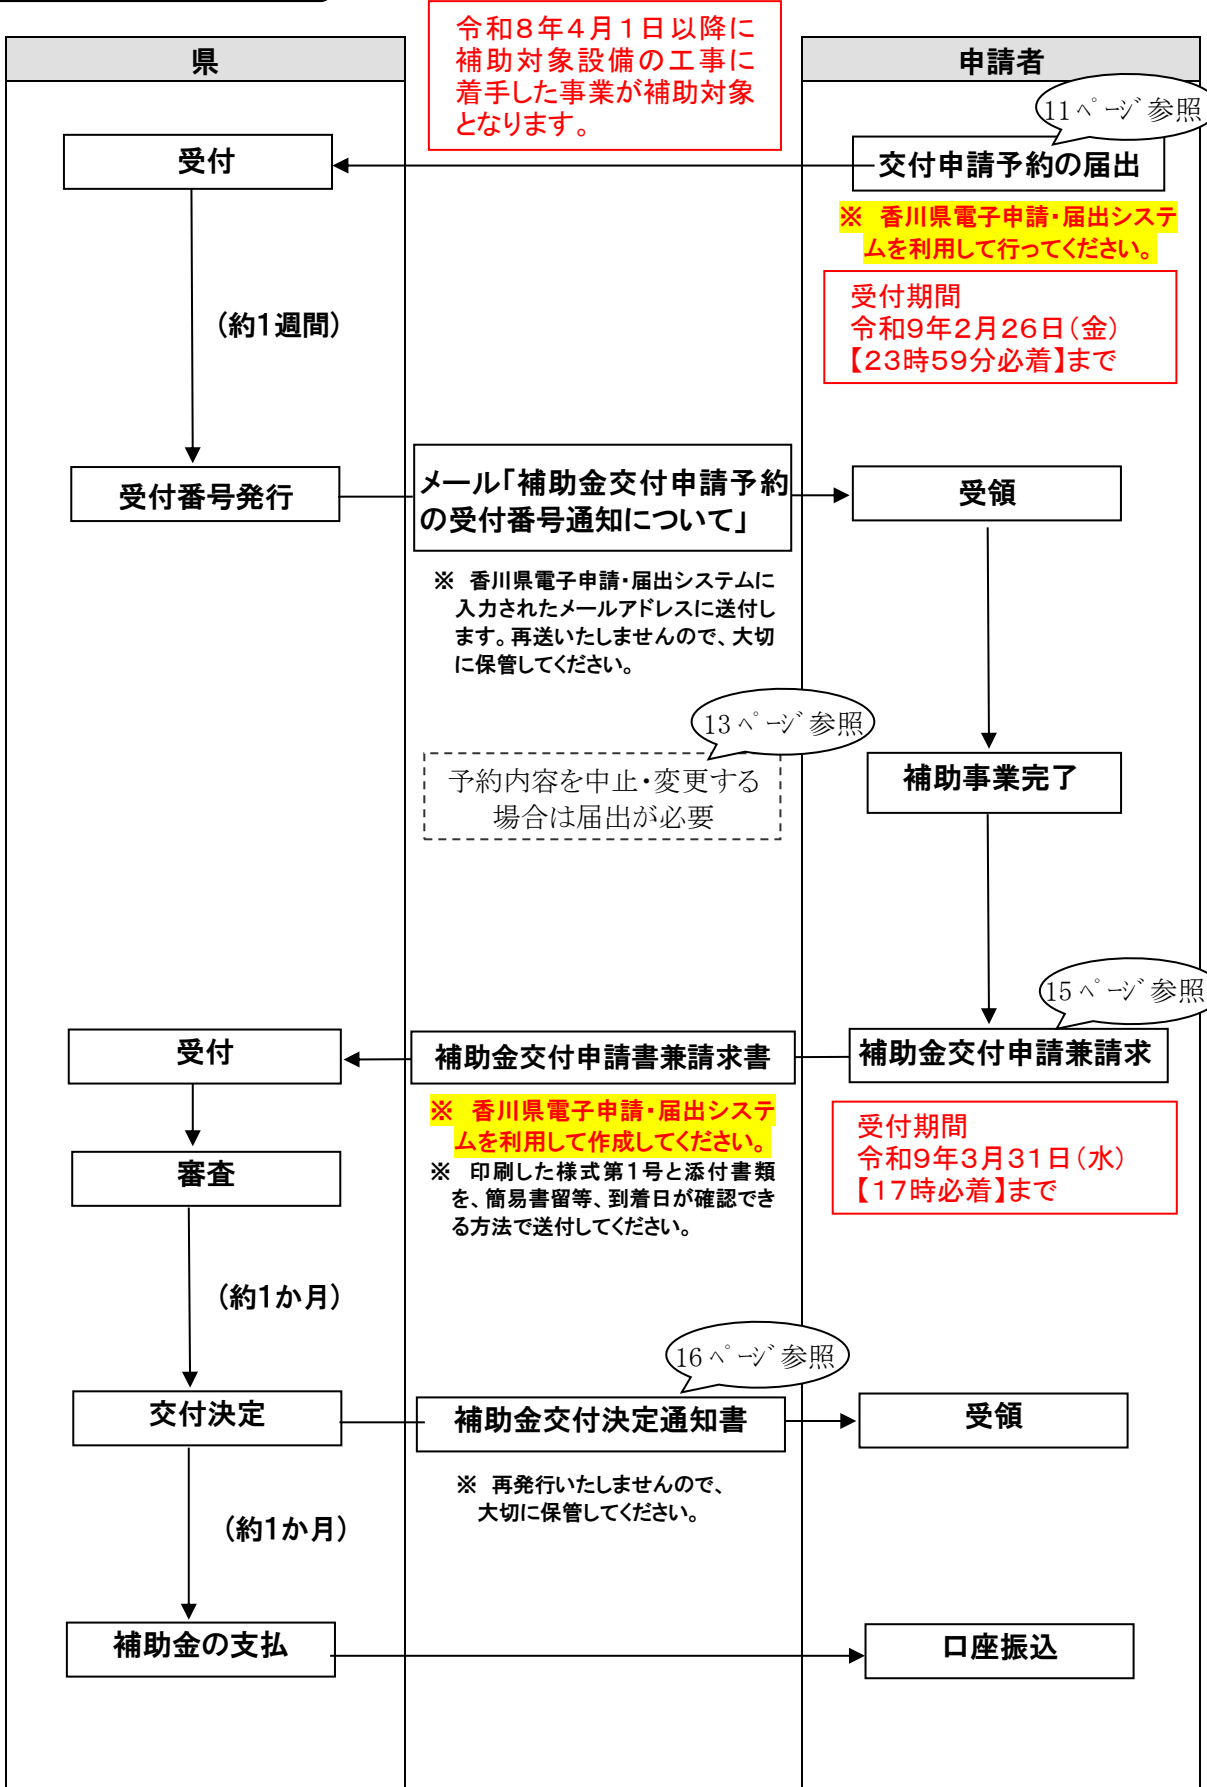 令和8年4月1日以降に
補助対象設備の工事に
着手した事業が補助対象
となります。
県
申請者
11ページ参照
受付
交付申請予約の届出
※ 香川県電子申請・届出システ
ムを利用して行ってください。
受付期間
令和9年2月26日(金)
【23時59分必着】まで
(約1週間)
受付番号発行
メール「補助金交付申請予約
の受付番号通知について」
受領
※ 香川県電子申請・届出システムに
入力されたメールアドレスに送付し
ます。再送いたしませんので、大切
に保管してください。
13ページ参照
予約内容を中止・変更する
場合は届出が必要
補助事業完了
15ページ参照
受付
補助金交付申請書兼請求書
補助金交付申請兼請求
※ 香川県電子申請・届出システ
ムを利用して作成してください。
※ 印刷した様式第1号と添付書類
を、簡易書留等、到着日が確認でき
る方法で送付してください。
受付期間
令和9年3月31日(水)
【17時必着】まで
審査
(約1か月)
16ページ参照
交付決定
補助金交付決定通知書
受領
※ 再発行いたしませんので、
大切に保管してください。
(約1か月)
補助金の支払
口座振込